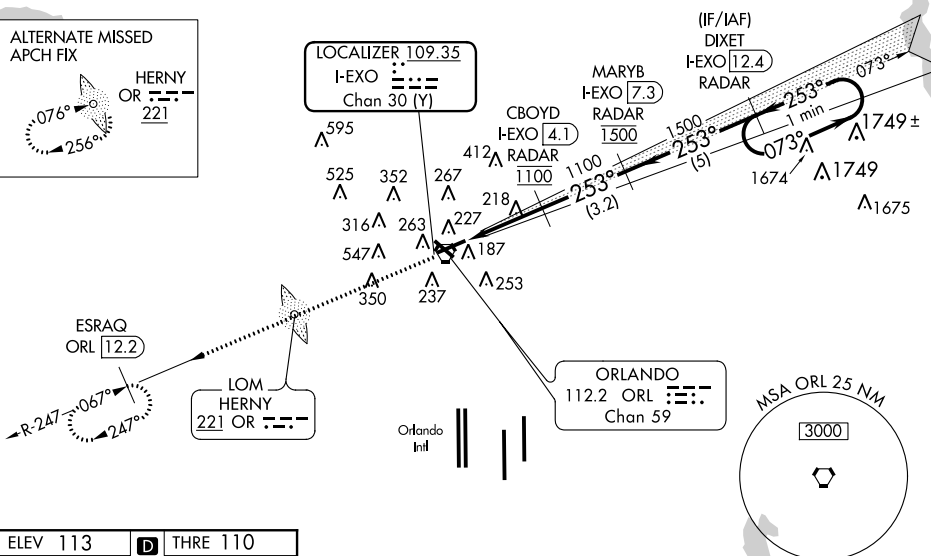 ALTERNATE MISSED
APCH FIX
HERNY
OR
221
076°
256°
LOCALIZER 109.35
I-EXO
Chan 30 (Y)
(IF/IAF)
DIXET
I-EXO 12.4
RADAR
MARYB
I-EXO 7.3
RADAR
1500
CBOYD
I-EXO 4.1
RADAR
1100
073°
253°
1 min
1500
253°
(5)
073°
1100
253°
(3.2)
1749 ±
1674
1749
1675
595
412
525
352
267
218
316
263
227
547
187
350
237
253
ESRAQ
ORL 12.2
067°
R-247
247°
LOM
HERNY
221 OR
ORLANDO
112.2 ORL
Chan 59
Orlando
Intl
MSA ORL 25 NM
3000
ELEV 113
D
THRE 110